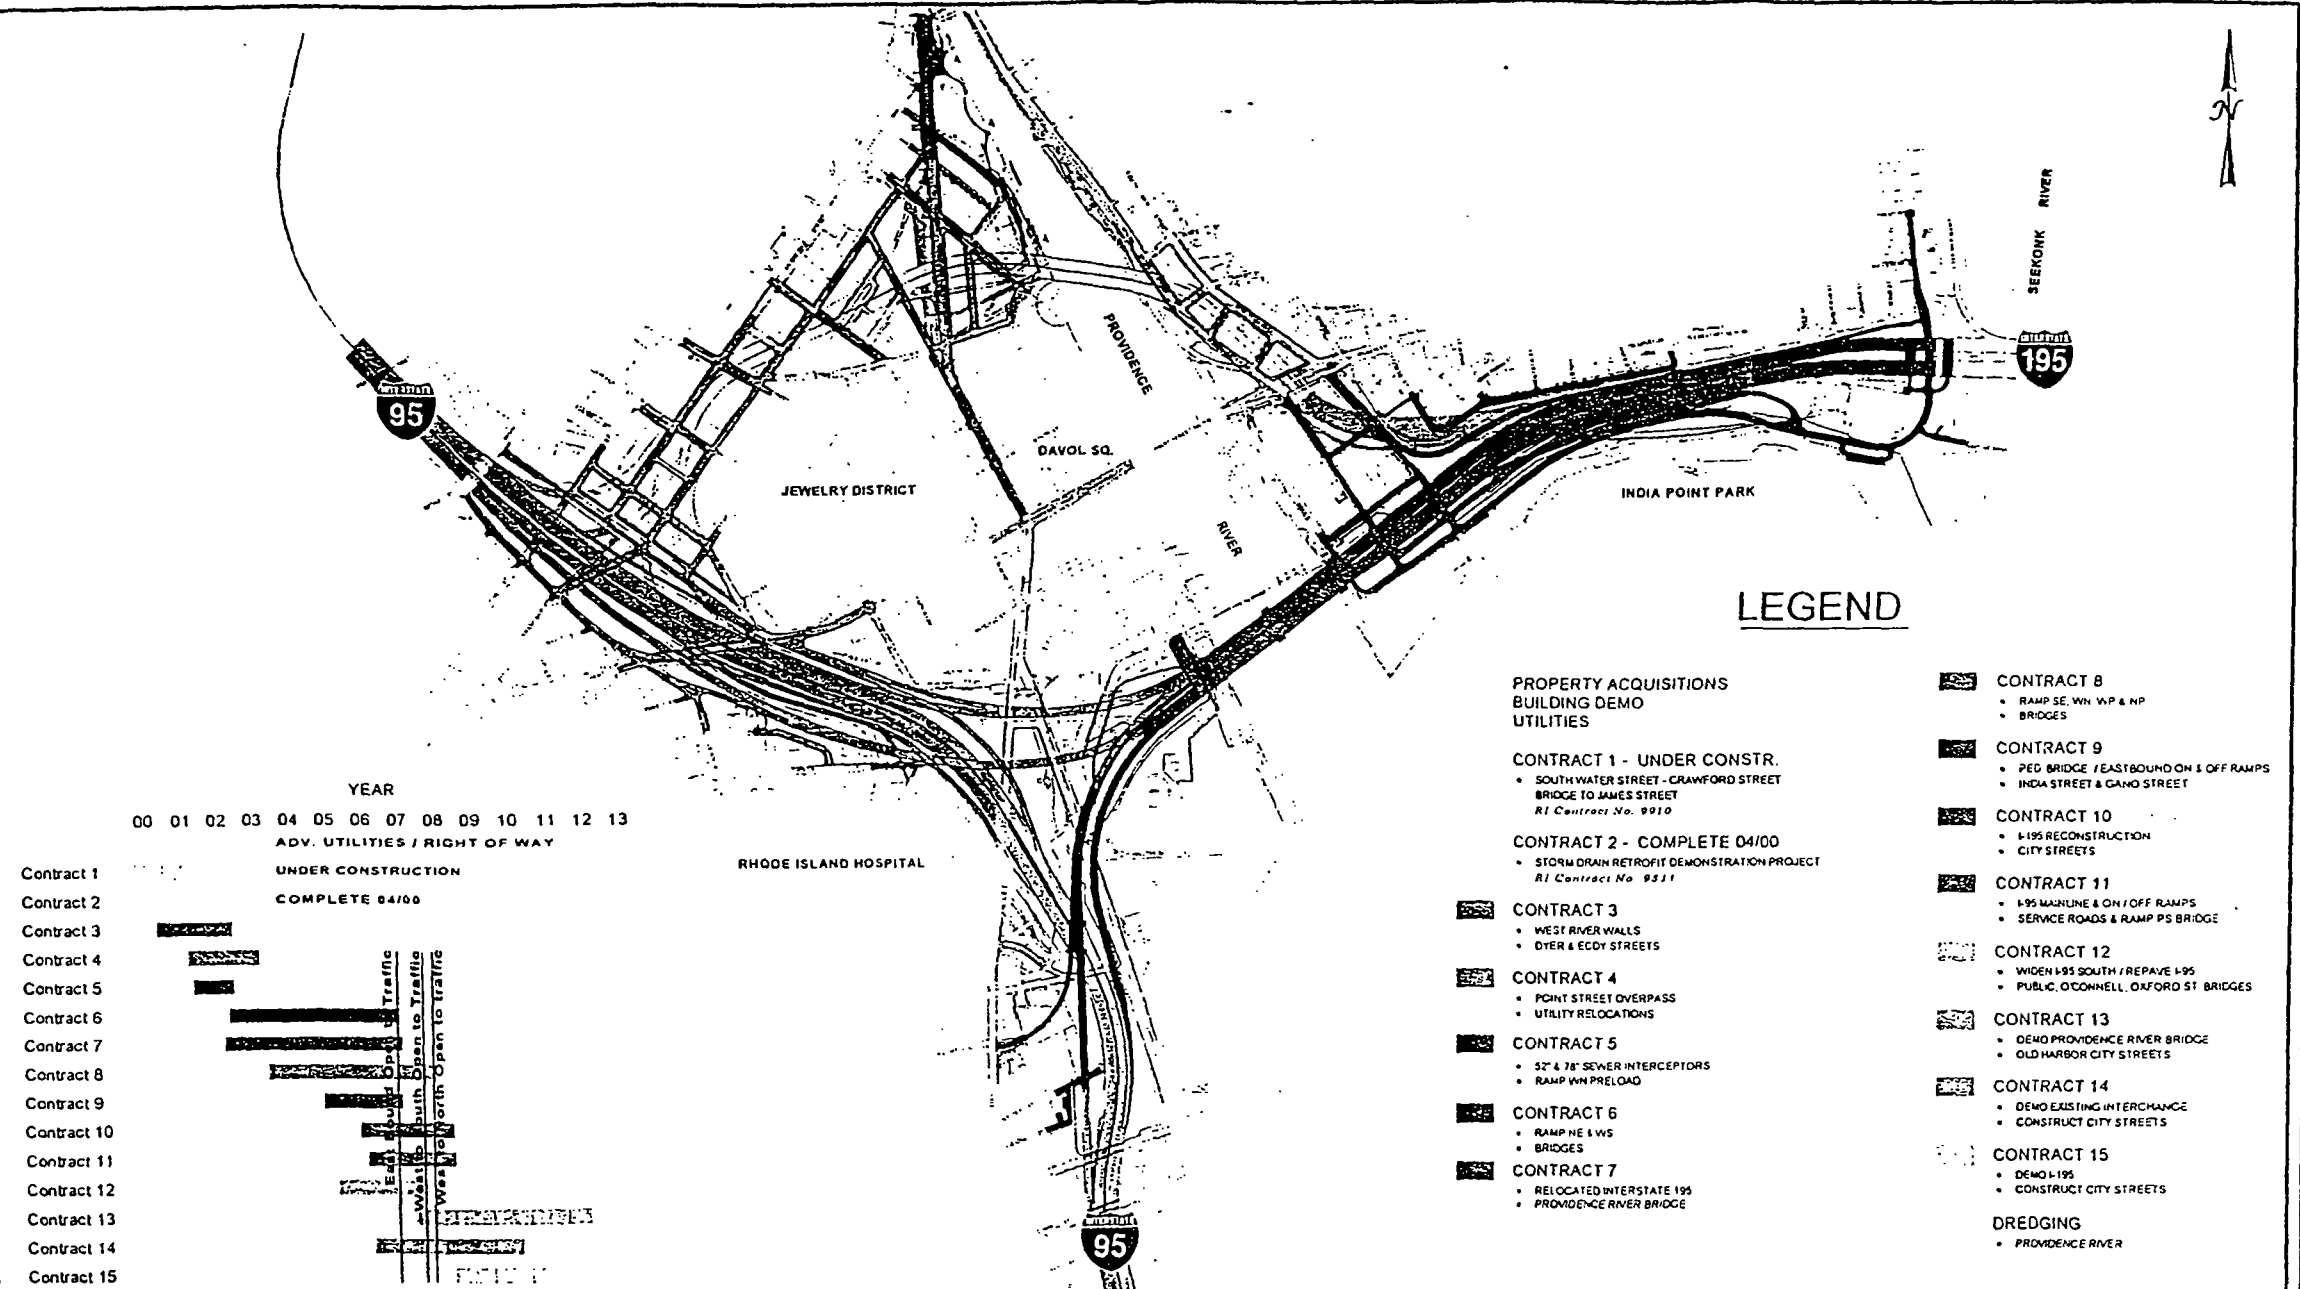 N
SEEKONK RIVER
INTERSTATE
195
PROVIDENCE
INTERSTATE
95
DAVOL SQ.
JEWELRY DISTRICT
INDIA POINT PARK
RIVER
RHODE ISLAND HOSPITAL
INTERSTATE
95
YEAR
00 01 02 03 04 05 06 07 08 09 10 11 12 13
ADV. UTILITIES / RIGHT OF WAY
Contract 1
UNDER CONSTRUCTION
Contract 2
COMPLETE 04/00
Contract 3
Contract 4
Contract 5
Contract 6
Contract 7
Contract 8
Contract 9
Contract 10
Contract 11
Contract 12
Contract 13
Contract 14
Contract 15
East Bound Open to Traffic
West to South Open to Traffic
West to North Open to traffic
LEGEND
PROPERTY ACQUISITIONS
BUILDING DEMO
UTILITIES
CONTRACT 1 - UNDER CONSTR.
• SOUTH WATER STREET - CRAWFORD STREET
BRIDGE TO JAMES STREET
RI Contract No. 9910
CONTRACT 2 - COMPLETE 04/00
• STORM DRAIN RETROFIT DEMONSTRATION PROJECT
RI Contract No
CONTRACT 3
• WEST RIVER WALLS
• DYER & EDDY STREETS
CONTRACT 4
• POINT STREET OVERPASS
• UTILITY RELOCATIONS
CONTRACT 5
• 52" & 78" SEWER INTERCEPTORS
• RAMP WN PRELOAD
CONTRACT 6
• RAMP NE & WS
• BRIDGES
CONTRACT 7
• RELOCATED INTERSTATE 195
• PROVIDENCE RIVER BRIDGE
CONTRACT 8
• RAMP SE, WN WP & NP
• BRIDGES
CONTRACT 9
• PED BRIDGE / EASTBOUND ON & OFF RAMPS
• INDIA STREET & GANO STREET
CONTRACT 10
• I-195 RECONSTRUCTION
• CITY STREETS
CONTRACT 11
• I-95 MAINLINE & ON / OFF RAMPS
• SERVICE ROADS & RAMP PS BRIDGE
CONTRACT 12
• WIDEN I-95 SOUTH / REPAVE I-95
• PUBLIC, O'CONNELL, OXFORD ST BRIDGES
CONTRACT 13
• DEMO PROVIDENCE RIVER BRIDGE
• OLD HARBOR CITY STREETS
CONTRACT 14
• DEMO EXISTING INTERCHANGE
• CONSTRUCT CITY STREETS
CONTRACT 15
• DEMO I-195
• CONSTRUCT CITY STREETS
DREDGING
• PROVIDENCE RIVER